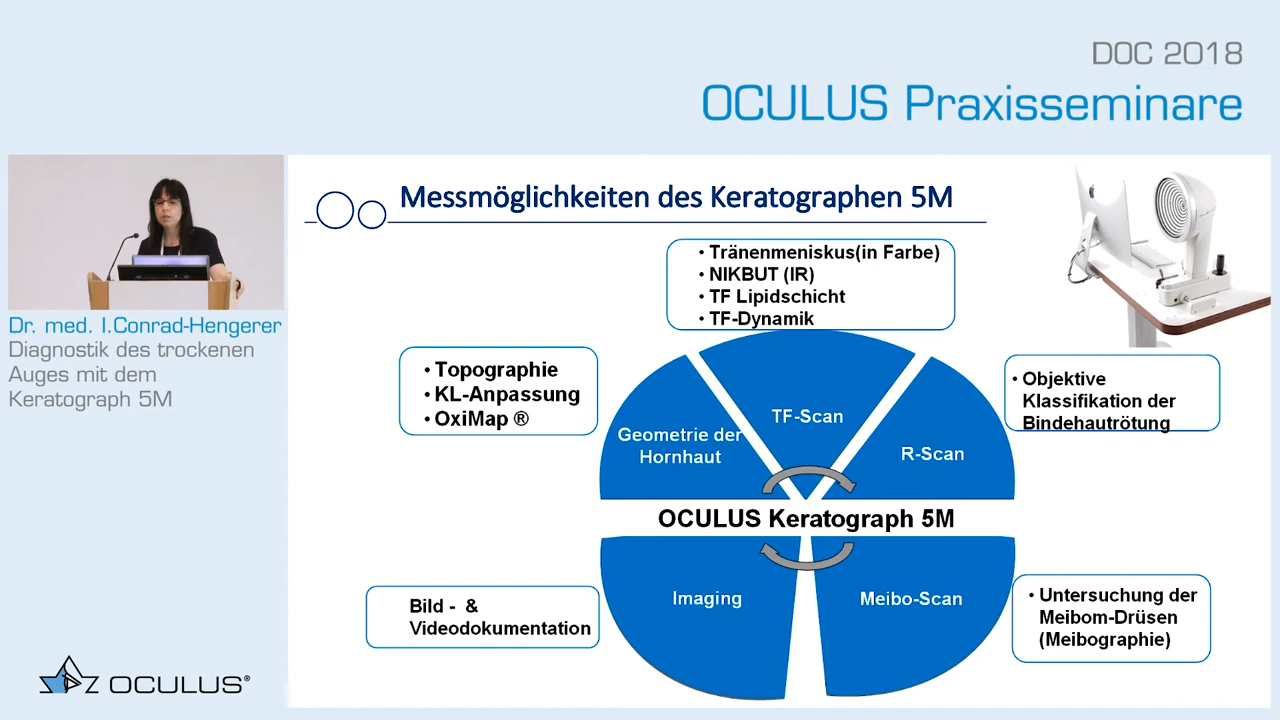 DOC 2018
OCULUS Praxisseminare
Dr. med. I.Conrad-Hengerer
Diagnostik des trockenen
Auges mit dem
Keratograph 5M
OCULUS®
Messmöglichkeiten des Keratographen 5M
• Tränenmeniskus(in Farbe)
• NIKBUT (IR)
• TF Lipidschicht
• TF-Dynamik
• Topographie
• KL-Anpassung
• OxiMap ®
• Objektive
Klassifikation der
Bindehautrötung
Geometrie der
Hornhaut
TF-Scan
R-Scan
OCULUS Keratograph 5M
Imaging
Meibo-Scan
Bild - &
Videodokumentation
• Untersuchung der
Meibom-Drüsen
(Meibographie)